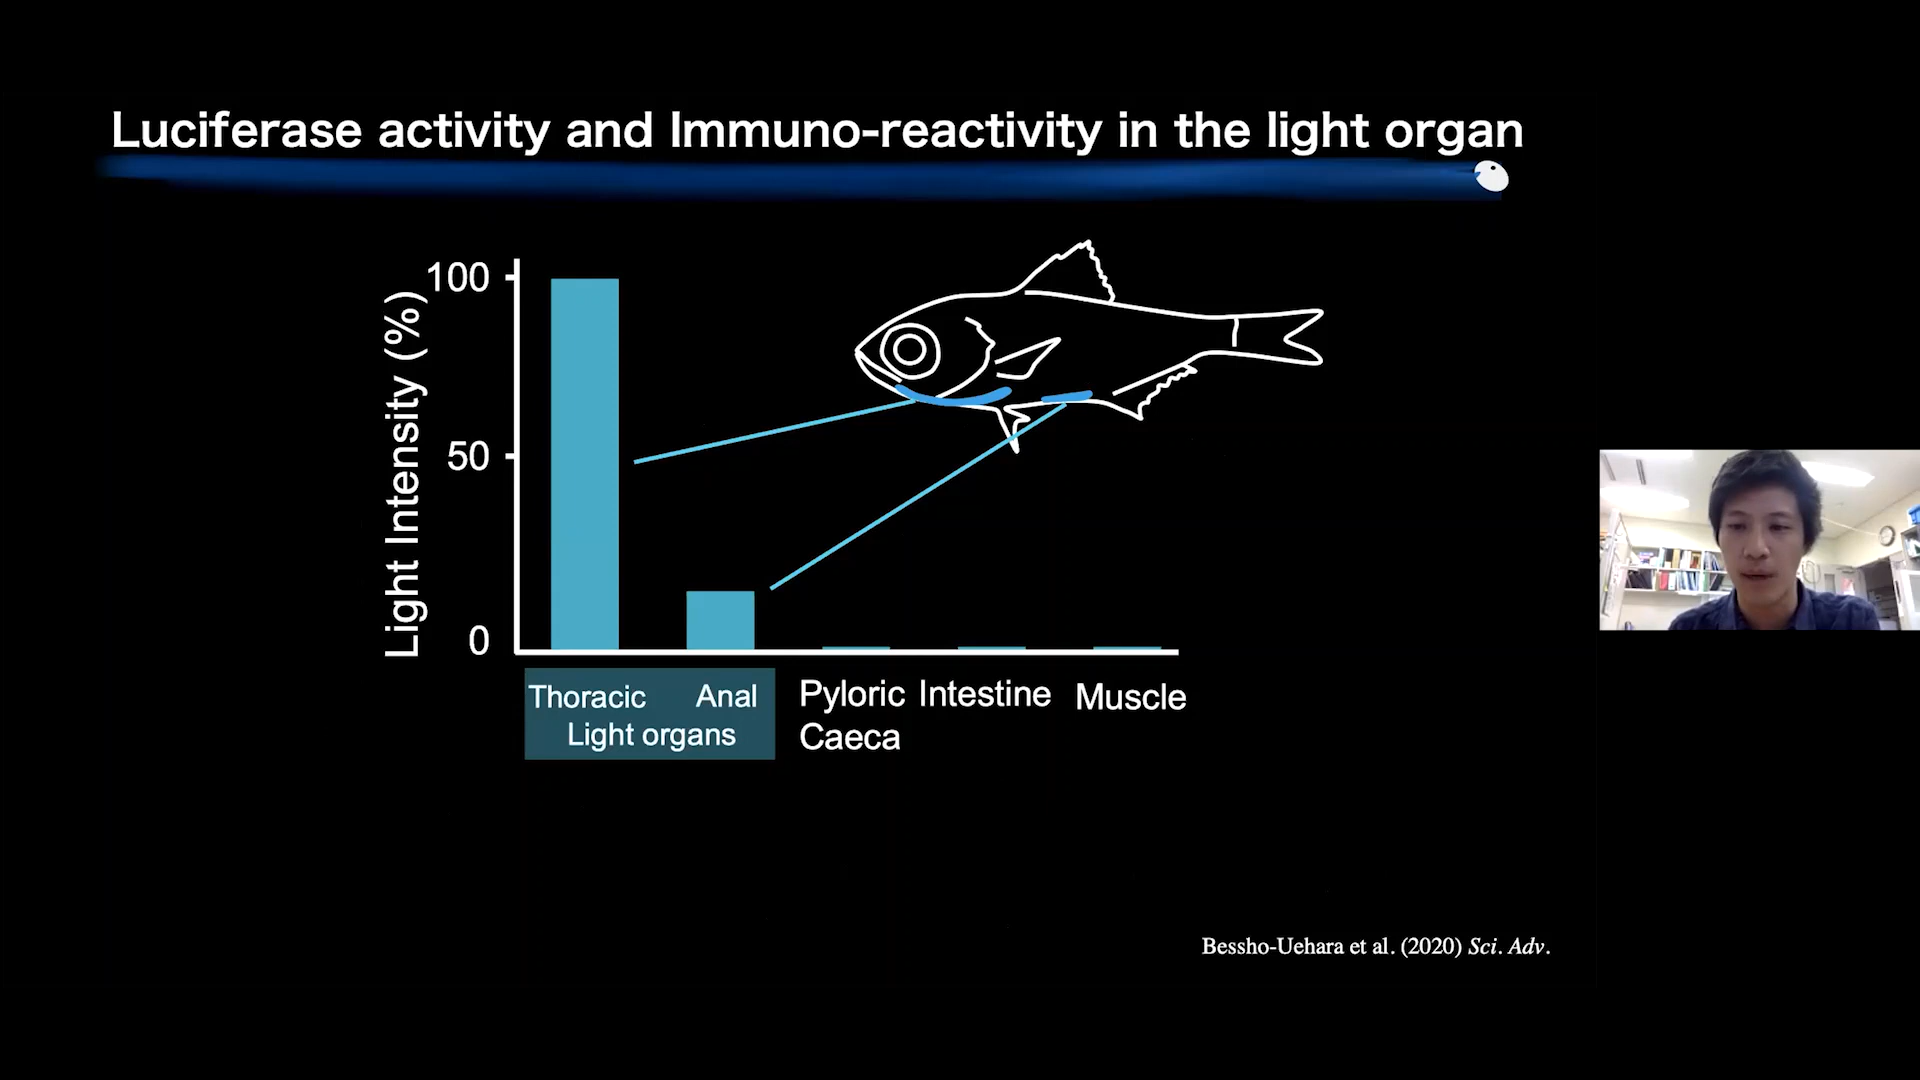 Luciferase activity and Immuno-reactivity in the light organ
Light Intensity (%)
100
50
0
Thoracic Anal
Light organs
Pyloric
Caeca
Intestine
Muscle
Bessho-Uehara et al. (2020) Sci. Adv.